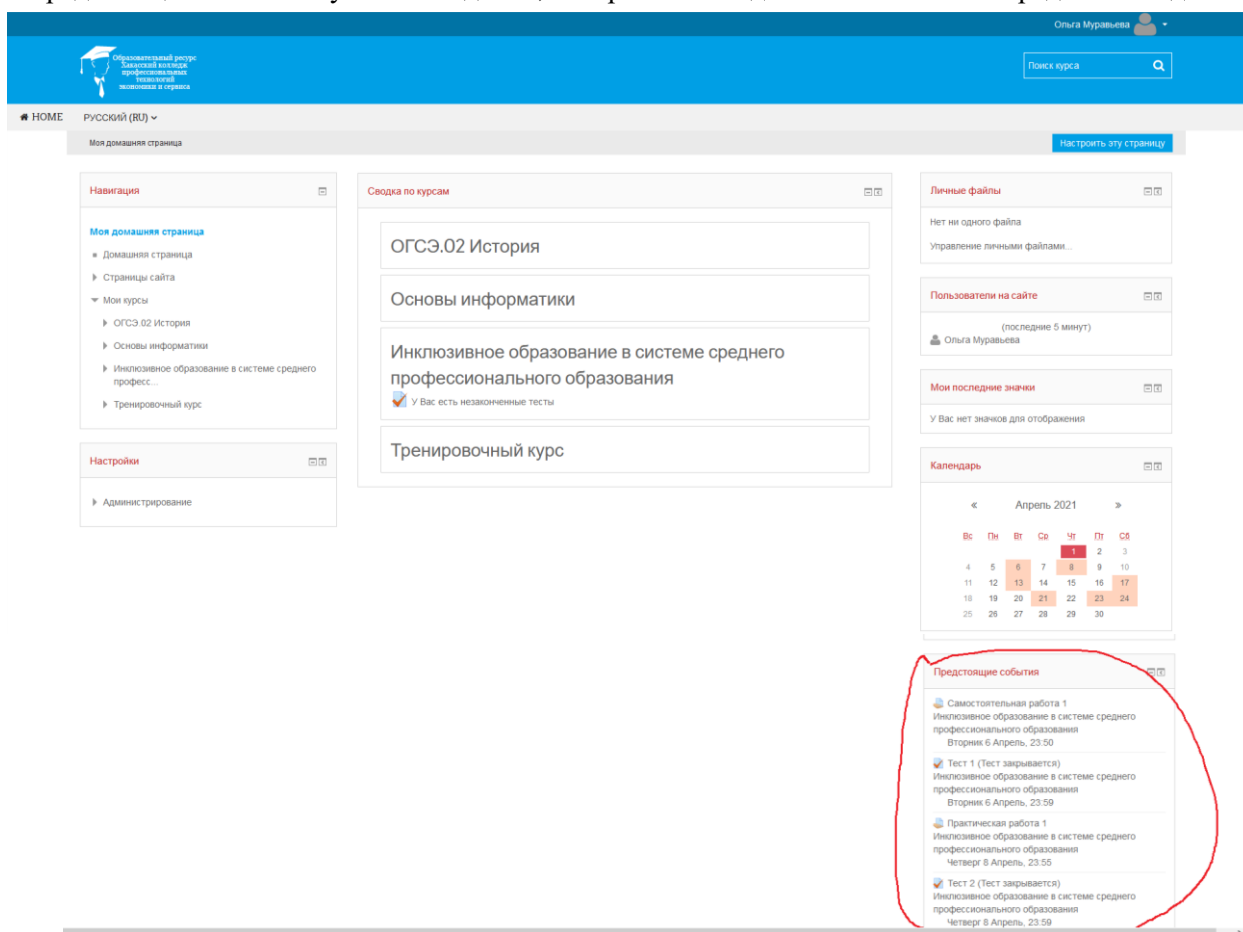 Ольга Муравьева
Образовательный ресурс
Хакасский колледж
профессиональных
технологий
экономики и сервиса
Поиск курса
HOME РУССКИЙ (RU)
Моя домашняя страница
Настроить эту страницу
Навигация
Моя домашняя страница
Домашняя страница
Страницы сайта
Мои курсы
ОГСЭ.02 История
Основы информатики
Инклюзивное образование в системе среднего
професс...
Тренировочный курс
Настройки
Администрирование
Сводка по курсам
ОГСЭ.02 История
Основы информатики
Инклюзивное образование в системе среднего
профессионального образования
У Вас есть незаконченные тесты
Тренировочный курс
Личные файлы
Нет ни одного файла
Управление личными файлами...
Пользователи на сайте
(последние 5 минут)
Ольга Муравьева
Мои последние значки
У Вас нет значков для отображения
Календарь
« Апрель 2021 »
Вс Пн Вт Ср Чт Пт Сб
1 2 3
4 5 6 7 8 9 10
11 12 13 14 15 16 17
18 19 20 21 22 23 24
25 26 27 28 29 30
Предстоящие события
Самостоятельная работа 1
Инклюзивное образование в системе среднего
профессионального образования
Вторник 6 Апрель, 23:50
Тест 1 (Тест закрывается)
Инклюзивное образование в системе среднего
профессионального образования
Вторник 6 Апрель, 23:59
Практическая работа 1
Инклюзивное образование в системе среднего
профессионального образования
Четверг 8 Апрель, 23:55
Тест 2 (Тест закрывается)
Инклюзивное образование в системе среднего
профессионального образования
Четверг 8 Апрель, 23:59